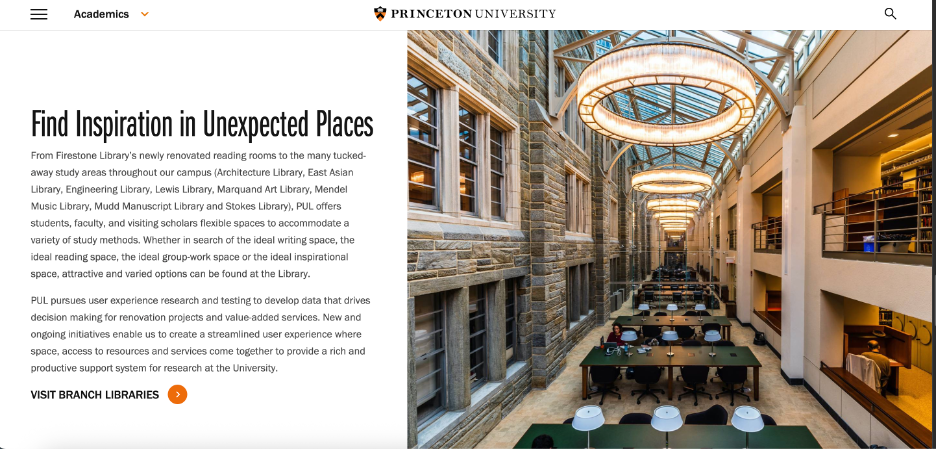 Academics
PRINCETON UNIVERSITY
Find Inspiration in Unexpected Places
From Firestone Library's newly renovated reading rooms to the many tucked-
away study areas throughout our campus (Architecture Library, East Asian
Library, Engineering Library, Lewis Library, Marquand Art Library, Mendel
Music Library, Mudd Manuscript Library and Stokes Library), PUL offers
students, faculty, and visiting scholars flexible spaces to accommodate a
variety of study methods. Whether in search of the ideal writing space, the
ideal reading space, the ideal group-work space or the ideal inspirational
space, attractive and varied options can be found at the Library.
PUL pursues user experience research and testing to develop data that drives
decision making for renovation projects and value-added services. New and
ongoing initiatives enable us to create a streamlined user experience where
space, access to resources and services come together to provide a rich and
productive support system for research at the University.
VISIT BRANCH LIBRARIES